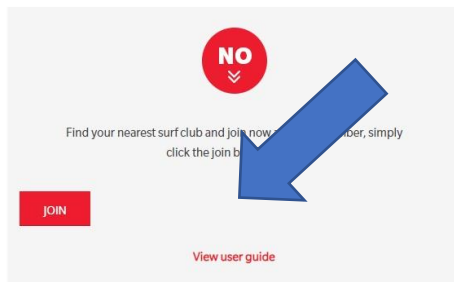 NO
Find your nearest surf club and join now simply
click the join
JOIN
View user guide